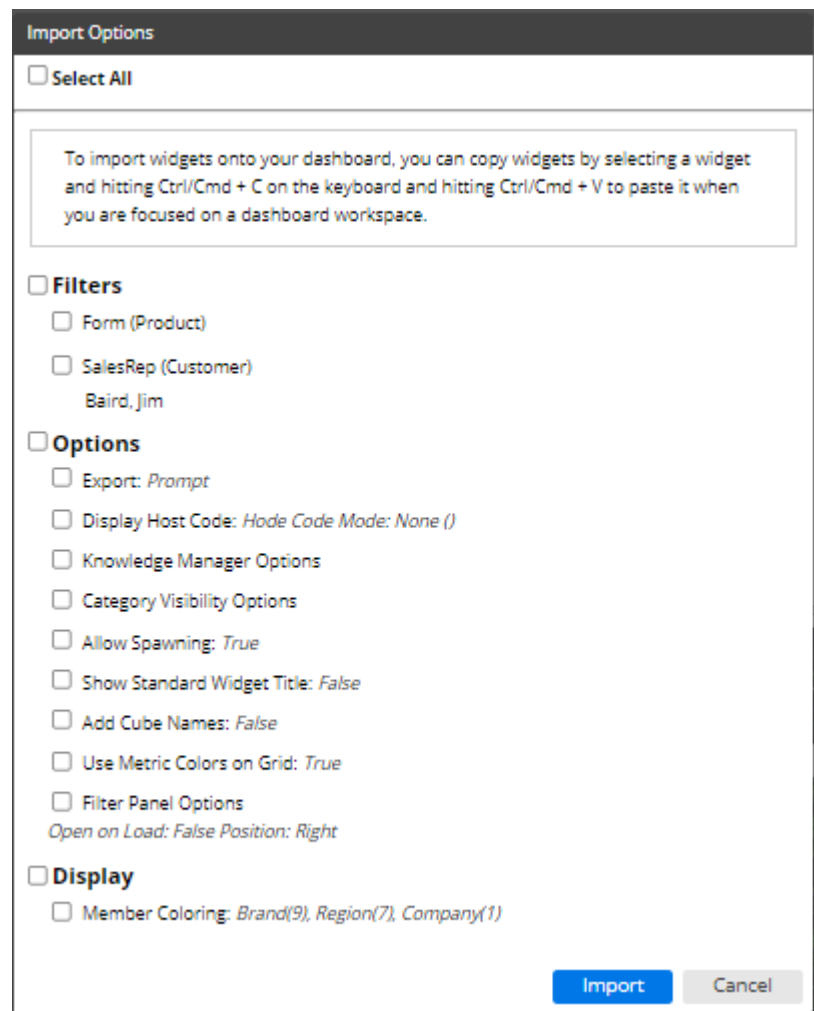 Import Options
Select All
To import widgets onto your dashboard, you can copy widgets by selecting a widget
and hitting Ctrl/Cmd + C on the keyboard and hitting Ctrl/Cmd + V to paste it when
you are focused on a dashboard workspace.
Filters
Form (Product)
SalesRep (Customer)
Baird, Jim
Options
Export: Prompt
Display Host Code: Hode Code Mode: None ()
Knowledge Manager Options
Category Visibility Options
Allow Spawning: True
Show Standard Widget Title: False
Add Cube Names: False
Use Metric Colors on Grid: True
Filter Panel Options
Open on Load: False Position: Right
Display
Member Coloring: Brand(9), Region(7), Company(1)
Import Cancel